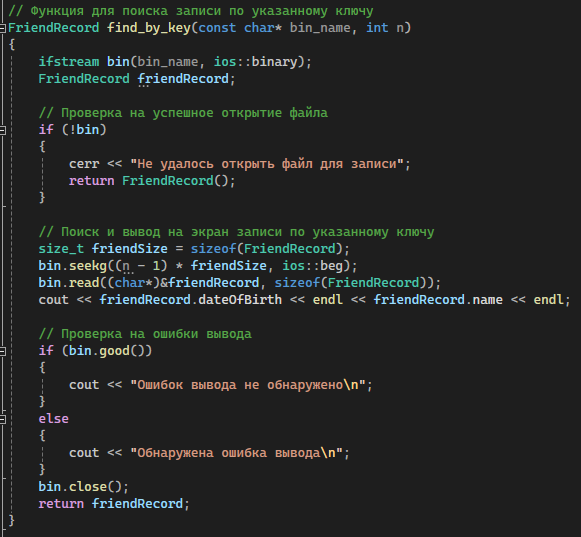 // Функция для поиска записи по указанному ключу
FriendRecord find_by_key(const char* bin_name, int n)
{
    ifstream bin(bin_name, ios::binary);
    FriendRecord friendRecord;

    // Проверка на успешное открытие файла
    if (!bin)
    {
        cerr << "Не удалось открыть файл для записи";
        return FriendRecord();
    }

    // Поиск и вывод на экран записи по указанному ключу
    size_t friendSize = sizeof(FriendRecord);
    bin.seekg((n - 1) * friendSize, ios::beg);
    bin.read((char*)&friendRecord, sizeof(FriendRecord));
    cout << friendRecord.dateOfBirth << endl << friendRecord.name << endl;

    // Проверка на ошибки вывода
    if (bin.good())
    {
        cout << "Ошибок вывода не обнаружено\n";
    }
    else
    {
        cout << "Обнаружена ошибка вывода\n";
    }
    bin.close();
    return friendRecord;
}